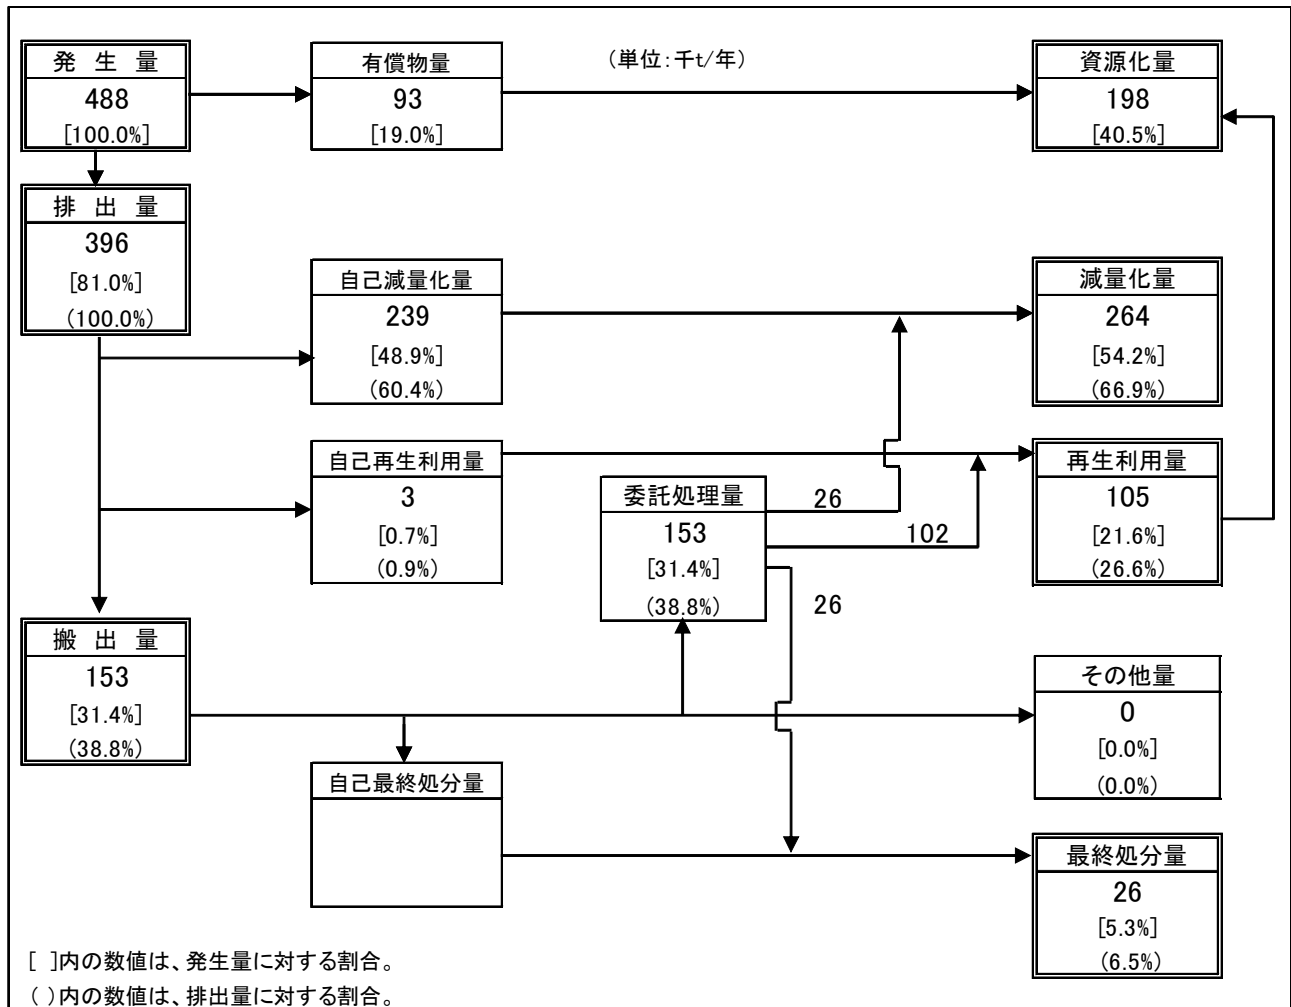 発 生 量
488
[100.0%]
有償物量
93
[19.0%]
(単位:千t/年)
資源化量
198
[40.5%]
排 出 量
396
[81.0%]
(100.0%)
自己減量化量
239
[48.9%]
(60.4%)
減量化量
264
[54.2%]
(66.9%)
自己再生利用量
3
[0.7%]
(0.9%)
委託処理量
153
[31.4%]
(38.8%)
26
102
26
再生利用量
105
[21.6%]
(26.6%)
搬 出 量
153
[31.4%]
(38.8%)
その他量
0
[0.0%]
(0.0%)
自己最終処分量
最終処分量
26
[5.3%]
(6.5%)
[ ]内の数値は、発生量に対する割合。
( )内の数値は、排出量に対する割合。